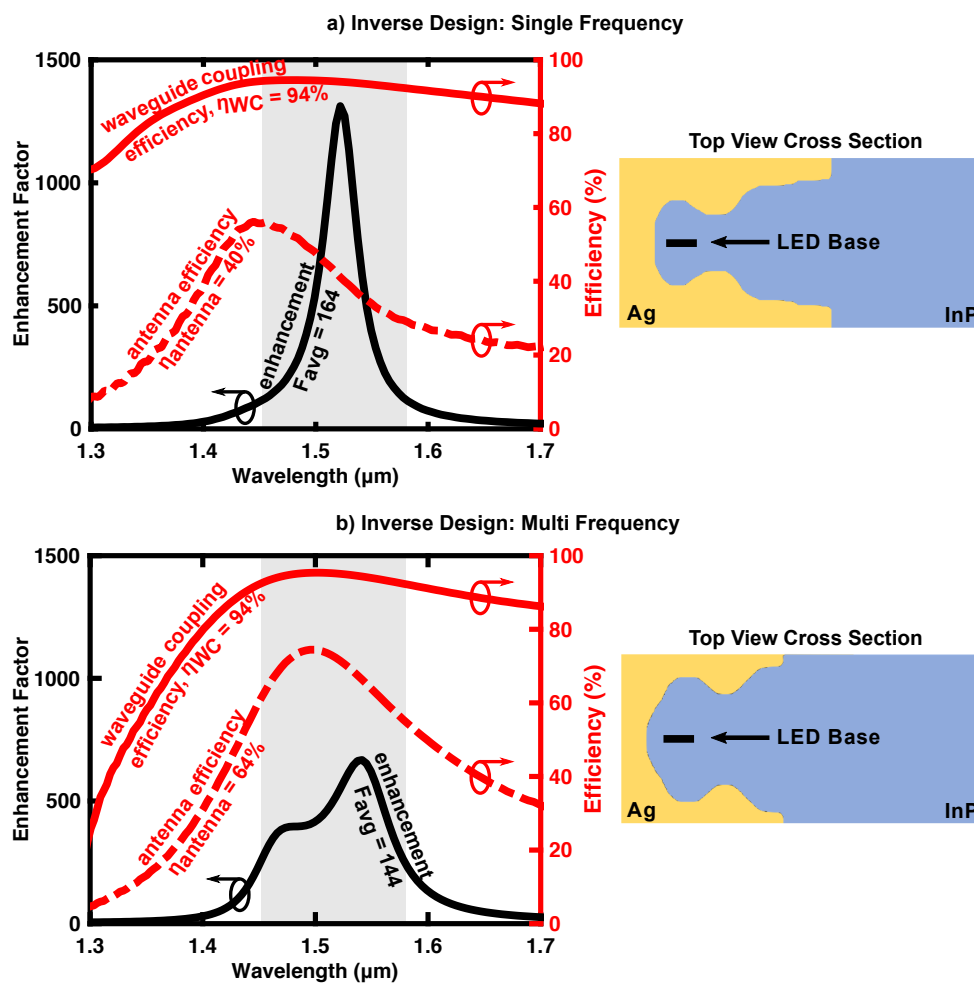 a) Inverse Design: Single Frequency
Enhancement Factor
1500
1000
500
0
waveguide coupling
efficiency, ηWC = 94%
antenna efficiency
ηantenna = 40%
enhancement
Favg = 164
100
80
60
40
20
0
Efficiency (%)
1.3 1.4 1.5 1.6 1.7
Wavelength (μm)
Top View Cross Section
LED Base
Ag
InP
b) Inverse Design: Multi Frequency
Enhancement Factor
1500
1000
500
0
waveguide coupling
efficiency, ηWC = 94%
antenna efficiency
ηantenna = 64%
enhancement
Favg = 144
100
80
60
40
20
0
Efficiency (%)
1.3 1.4 1.5 1.6 1.7
Wavelength (μm)
Top View Cross Section
LED Base
Ag
InP